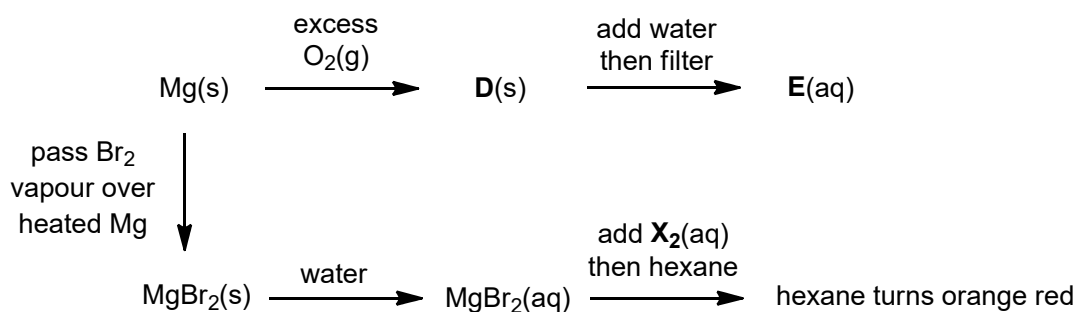 excess
O₂(g)
add water
then filter
Mg(s)
D(s)
E(aq)
pass Br₂
vapour over
heated Mg
add X₂(aq)
then hexane
water
MgBr₂(s)
MgBr₂(aq)
hexane turns orange red